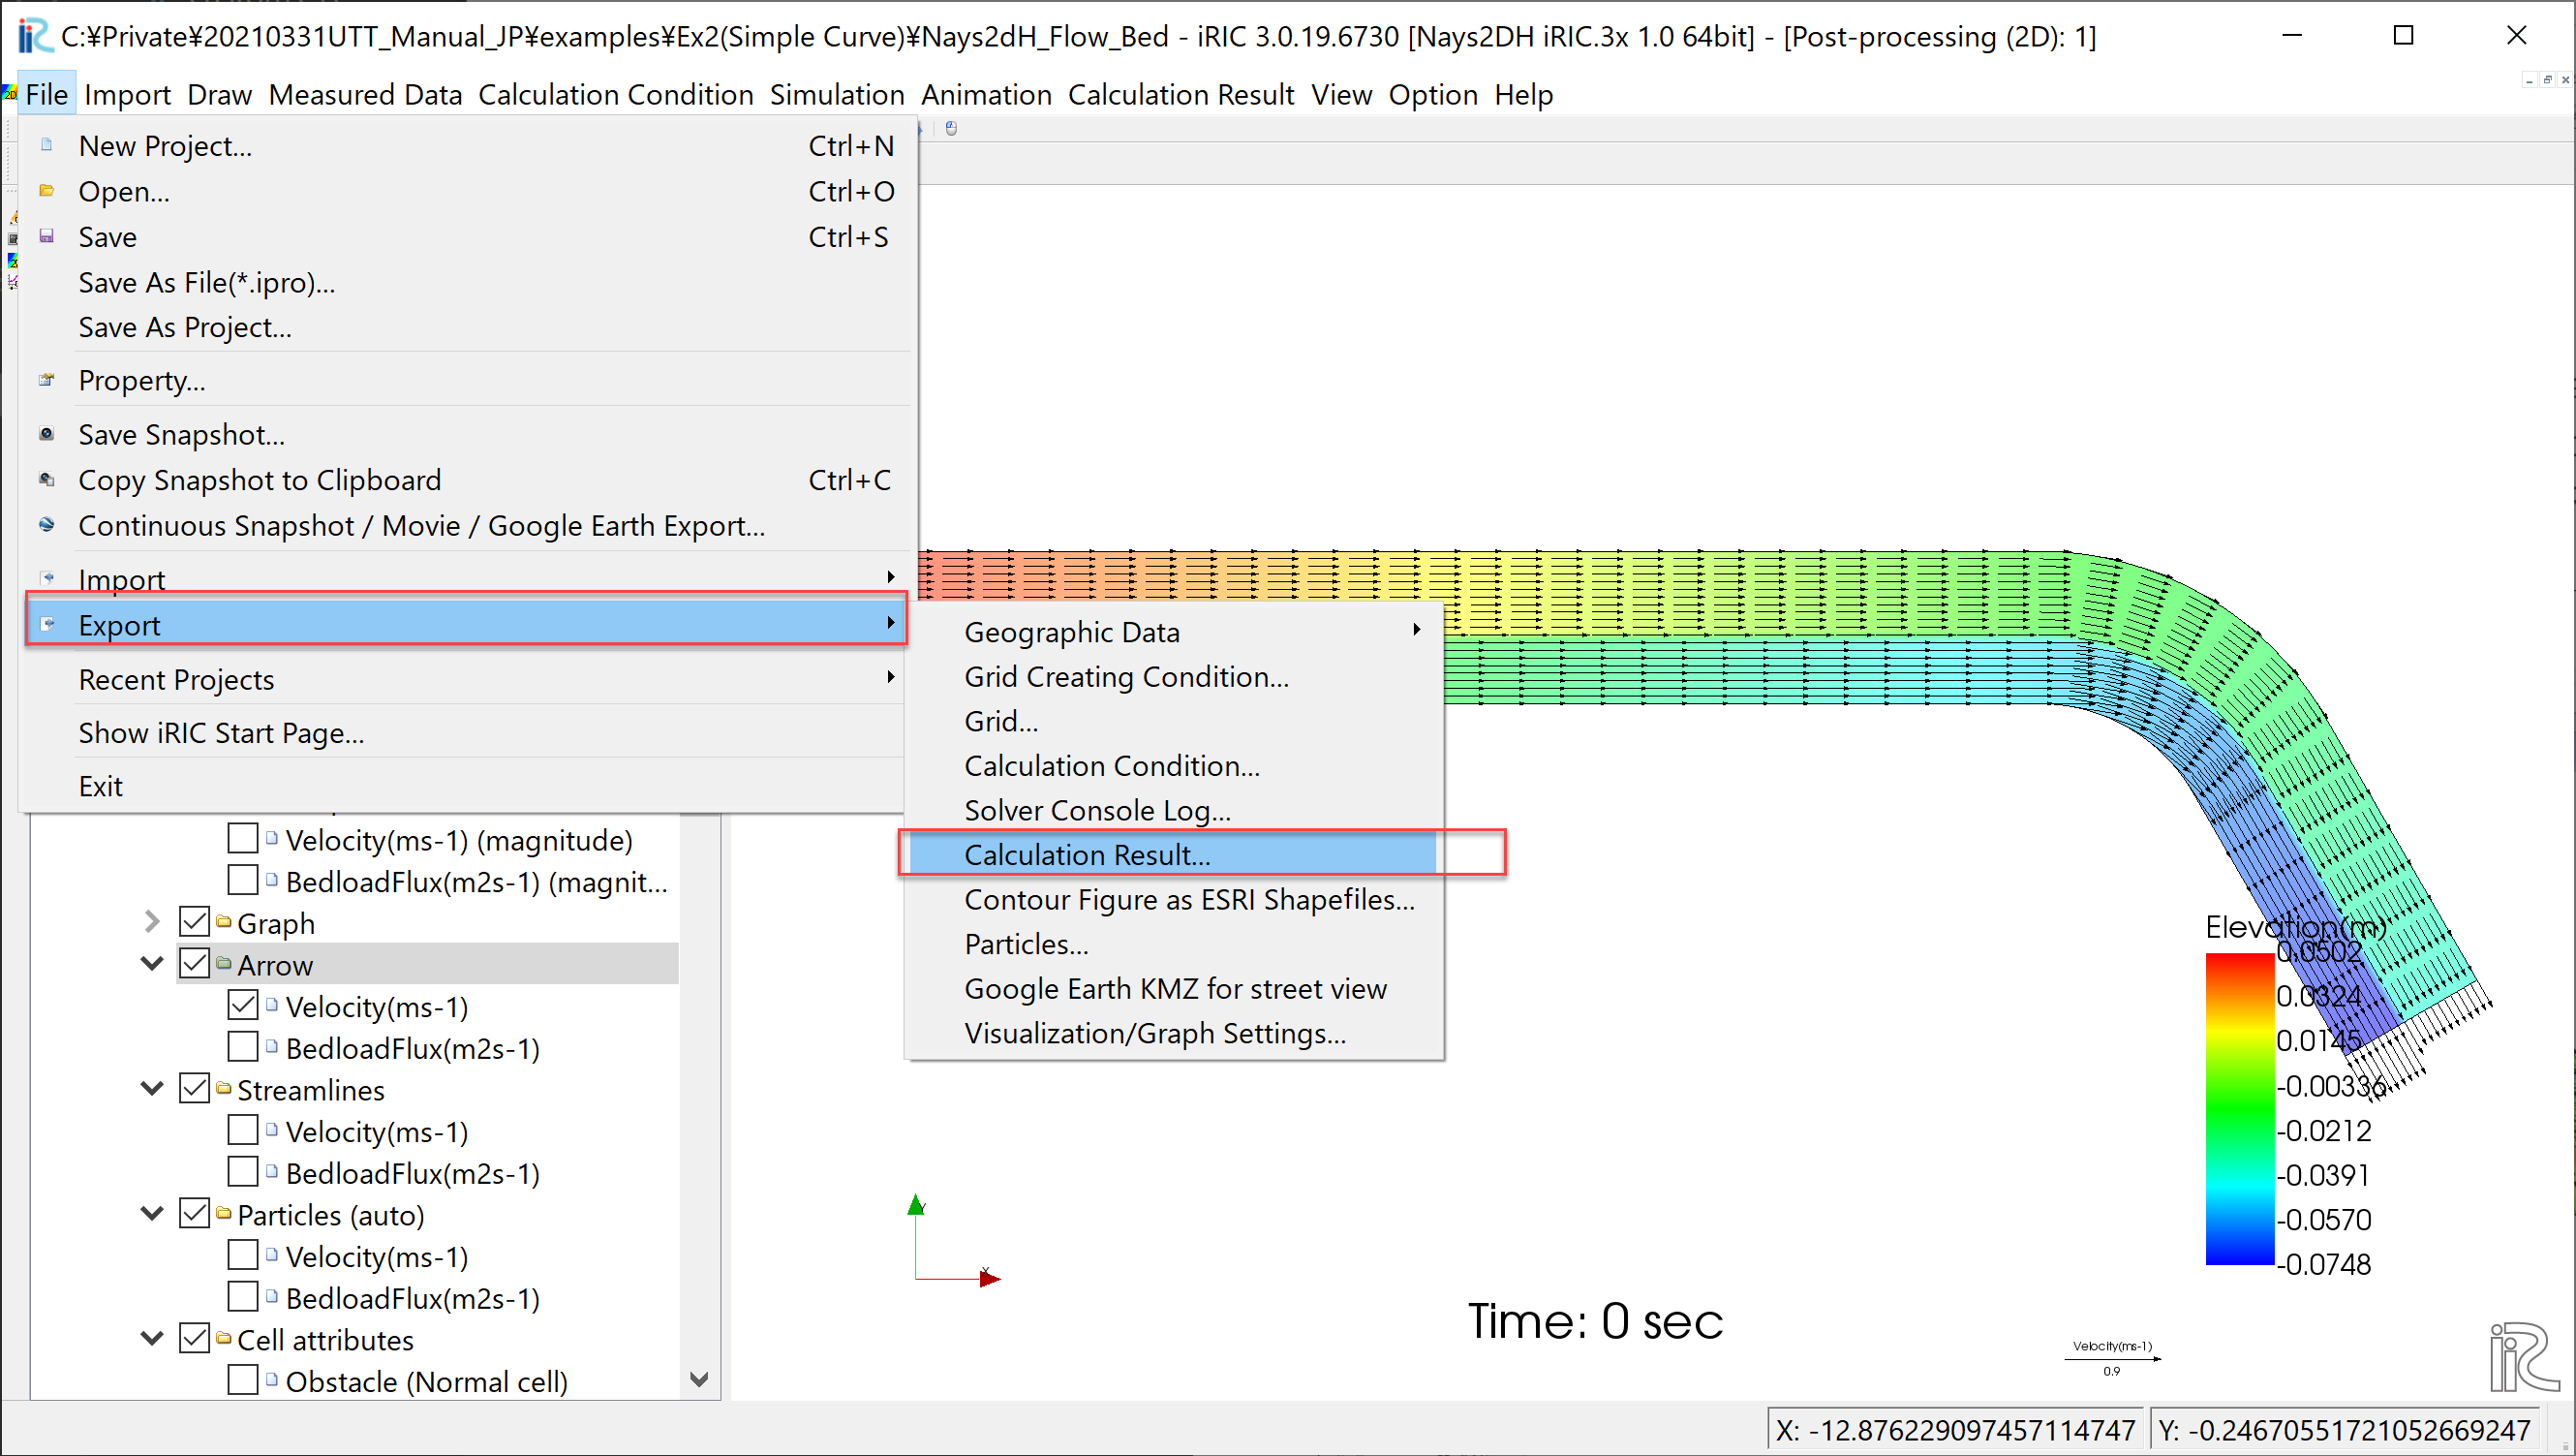 C:¥Private¥20210331UTT_Manual_JP¥examples¥Ex2(Simple Curve)¥Nays2dH_Flow_Bed - iRIC 3.0.19.6730 [Nays2DH iRIC.3x 1.0 64bit] - [Post-processing (2D): 1]
File Import Draw Measured Data Calculation Condition Simulation Animation Calculation Result View Option Help
New Project... Ctrl+N
Open... Ctrl+O
Save Ctrl+S
Save As File(*.ipro)...
Save As Project...
Property...
Save Snapshot...
Copy Snapshot to Clipboard Ctrl+C
Continuous Snapshot / Movie / Google Earth Export...
Import
Export
Recent Projects
Show iRIC Start Page...
Exit
Geographic Data
Grid Creating Condition...
Grid...
Calculation Condition...
Solver Console Log...
Calculation Result...
Contour Figure as ESRI Shapefiles...
Particles...
Google Earth KMZ for street view
Visualization/Graph Settings...
Velocity(ms-1) (magnitude)
BedloadFlux(m2s-1) (magnit...
Graph
Arrow
Velocity(ms-1)
BedloadFlux(m2s-1)
Streamlines
Velocity(ms-1)
BedloadFlux(m2s-1)
Particles (auto)
Velocity(ms-1)
BedloadFlux(m2s-1)
Cell attributes
Obstacle (Normal cell)
Elevation(m)
0.0502
0.0324
0.0145
-0.00336
-0.0212
-0.0391
-0.0570
-0.0748
Y
X
Time: 0 sec
Velocity(ms-1)
0.9
iRIC
X: -12.876229097457114747 Y: -0.24670551721052669247